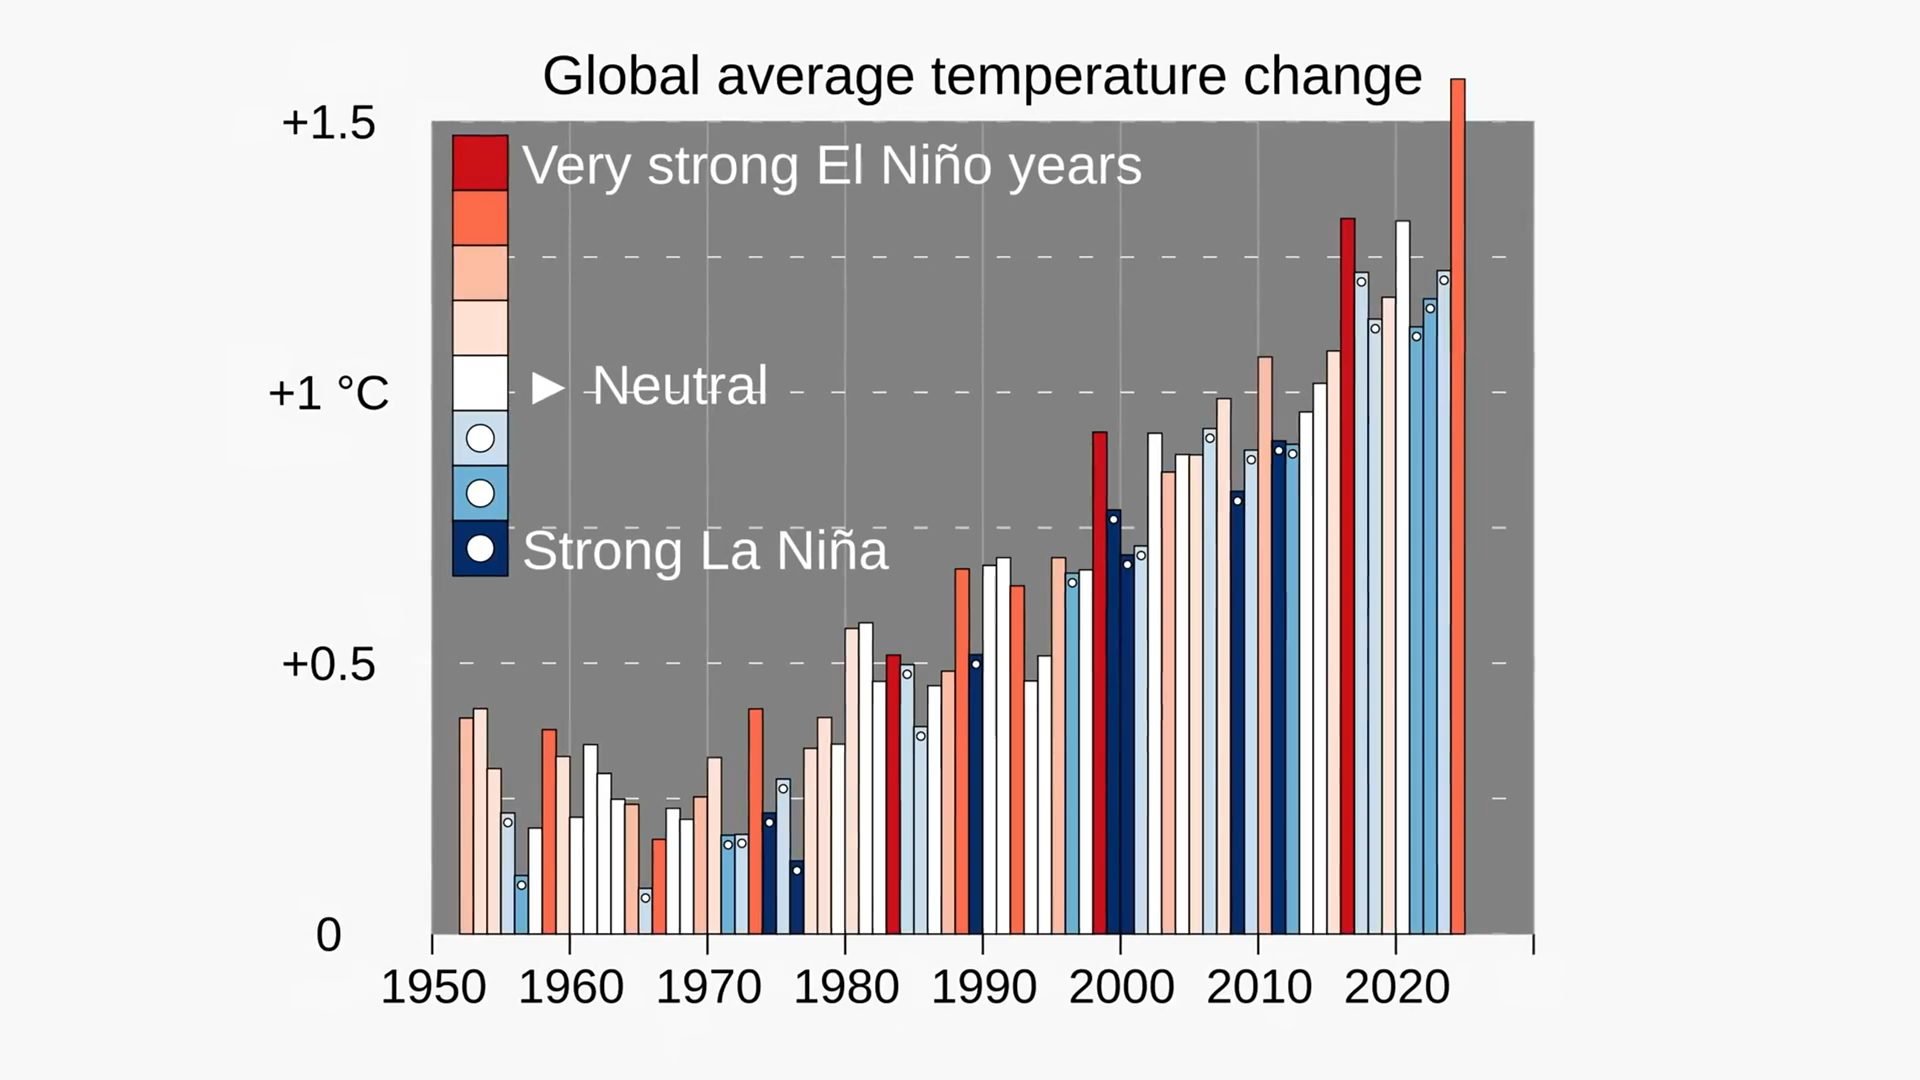 Global average temperature change
+1.5
Very strong El Niño years
+1 °C
Neutral
Strong La Niña
+0.5
0
1950 1960 1970 1980 1990 2000 2010 2020